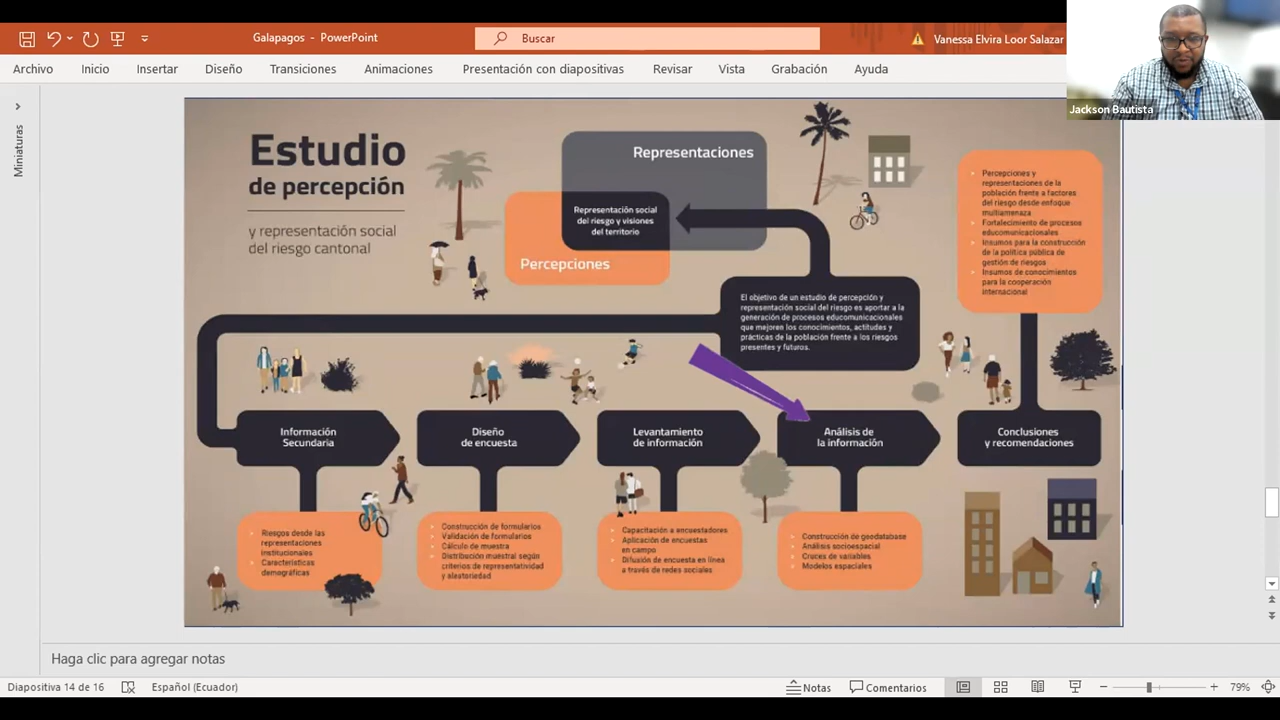 Galapagos - PowerPoint
Buscar
Vanessa Elvira Loor Salazar
Jackson Bautista
Archivo
Inicio
Insertar
Diseño
Transiciones
Animaciones
Presentación con diapositivas
Revisar
Vista
Grabación
Ayuda
Miniaturas
Estudio
de percepción
y representación social
del riesgo cantonal
Representaciones
Representación social
del riesgo y visiones
del territorio
Percepciones
El objetivo de un estudio de percepción y
representación social del riesgo es aportar a la
generación de procesos educomunicacionales
que mejoren los conocimientos, actitudes y
prácticas de la población frente a los riesgos
presentes y futuros.
Percepciones y
representaciones de la
población frente a factores
del riesgo desde enfoque
multiamenaza
Fortalecimiento de procesos
educomunicacionales
Insumos para la construcción
de la política pública de
gestión de riesgos
Insumos de conocimientos
para la cooperación
internacional
Información
Secundaria
Diseño
de encuesta
Levantamiento
de información
Análisis de
la información
Conclusiones
y recomendaciones
Riesgos desde las
representaciones
institucionales
Características
demográficas
Construcción de formularios
Validación de formularios
Cálculo de muestra
Distribución muestral según
criterios de representatividad
y aleatoriedad
Capacitación a encuestadores
Aplicación de encuestas
en campo
Difusión de encuesta en línea
a través de redes sociales
Construcción de geodatabase
Análisis socioespacial
Cruces de variables
Modelos espaciales
Haga clic para agregar notas
Diapositiva 14 de 16
Español (Ecuador)
Notas
Comentarios
79%